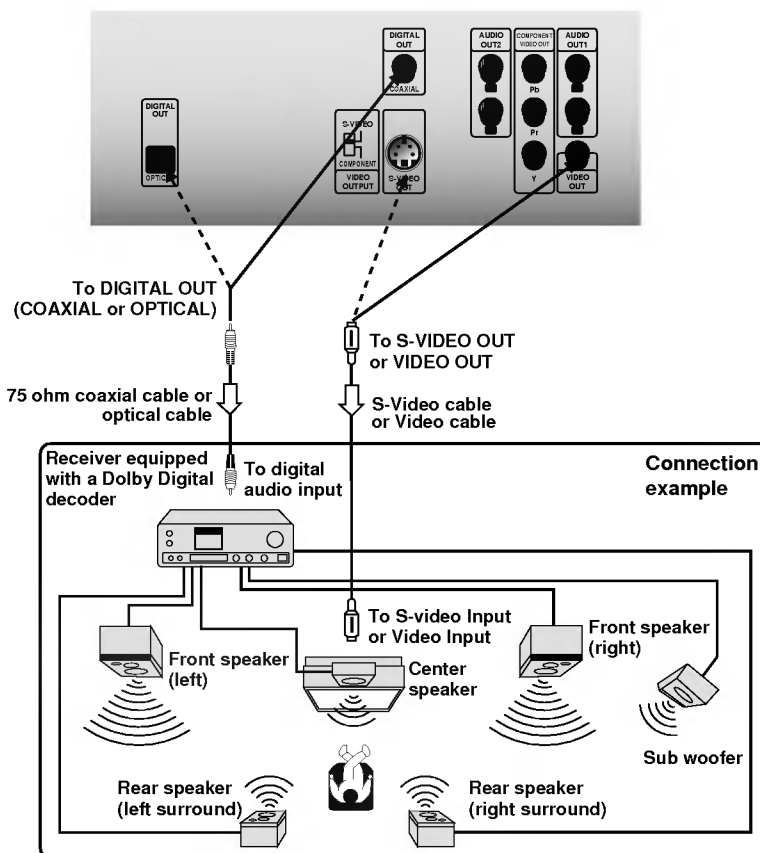 DIGITAL
OUT
COAXIAL
AUDIO
OUT2
COMPONENT
VIDEO OUT
AUDIO
OUT1
Pb
Pr
Y
VIDEO
OUT
DIGITAL
OUT
OPTICAL
S-VIDEO
COMPONENT
VIDEO
OUTPUT
S-VIDEO
OUT
To DIGITAL OUT
(COAXIAL or OPTICAL)
To S-VIDEO OUT
or VIDEO OUT
75 ohm coaxial cable or
optical cable
S-Video cable
or Video cable
Receiver equipped
with a Dolby Digital
decoder
To digital
audio input
Connection
example
To S-video Input
or Video Input
Front speaker
(left)
Center
speaker
Front speaker
(right)
Sub woofer
Rear speaker
(left surround)
Rear speaker
(right surround)